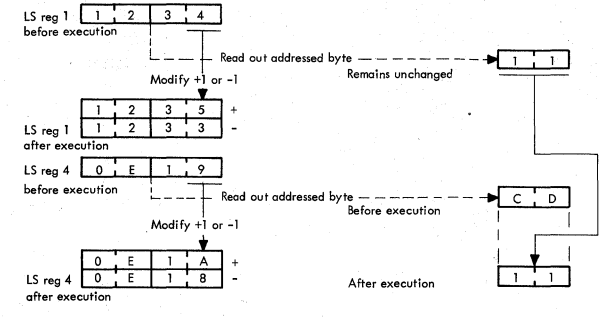 LS reg 1 1 2 3 4
before execution
Read out addressed byte 1 1
Remains unchanged
Modify +1 or -1
1 2 3 5 +
LS reg 1 1 2 3 3 -
after execution
LS reg 4 0 E 1 9
before execution
Read out addressed byte C D
Before execution
Modify +1 or -1
0 E 1 A +
LS reg 4 0 E 1 8 -
after execution
After execution 1 1